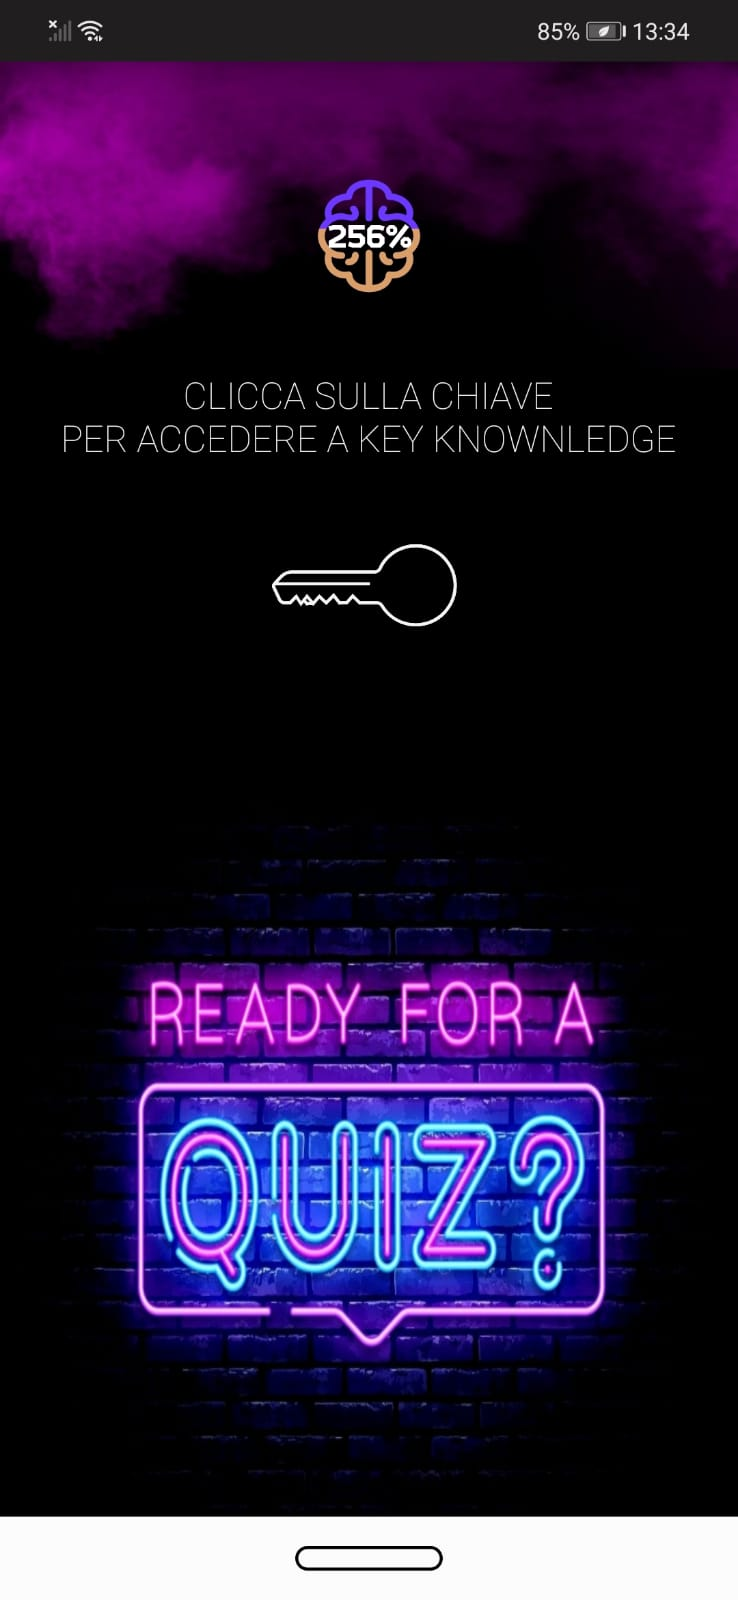 85% 13:34
256%
CLICCA SULLA CHIAVE
PER ACCEDERE A KEY KNOWNLEDGE
READY FOR A
QUIZ?